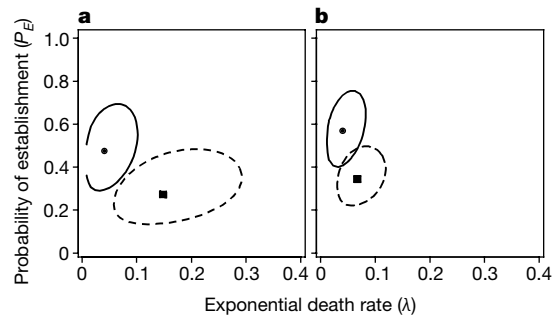 a b
Probability of establishment (P_E)
1.0
0.8
0.6
0.4
0.2
0
0 0.1 0.2 0.3 0.4 0 0.1 0.2 0.3 0.4
Exponential death rate (λ)